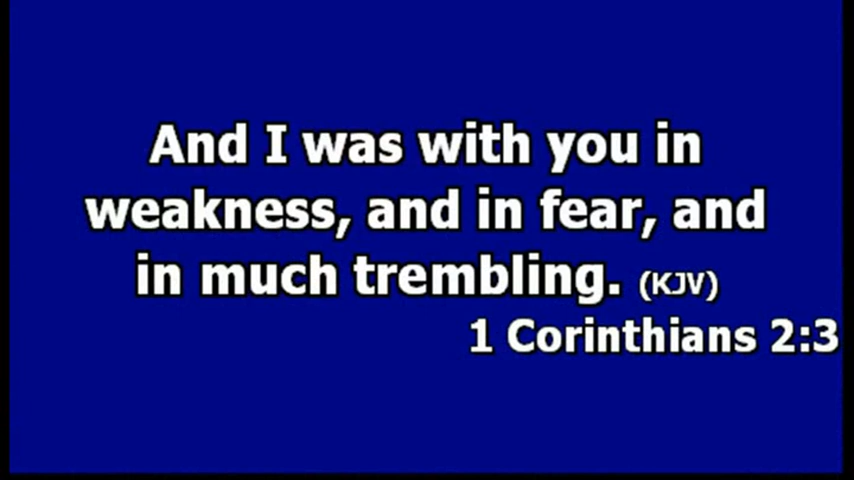 And I was with you in
weakness, and in fear, and
in much trembling. (KJV)
1 Corinthians 2:3